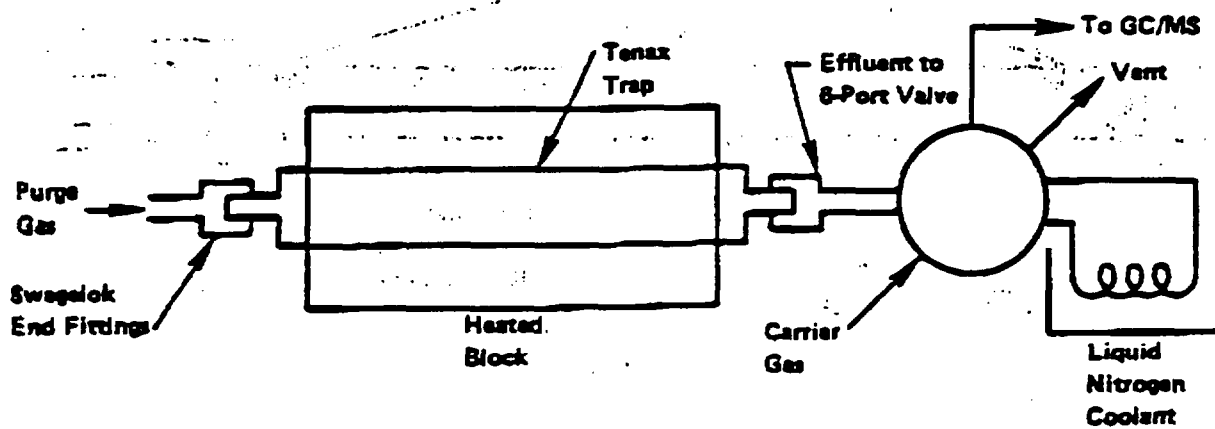 To GC/MS
Tenax
Trap
Effluent to
6-Port Valve
Vent
Purge
Gas
Swagelok
End Fittings
Heated
Block
Carrier
Gas
Liquid
Nitrogen
Coolant